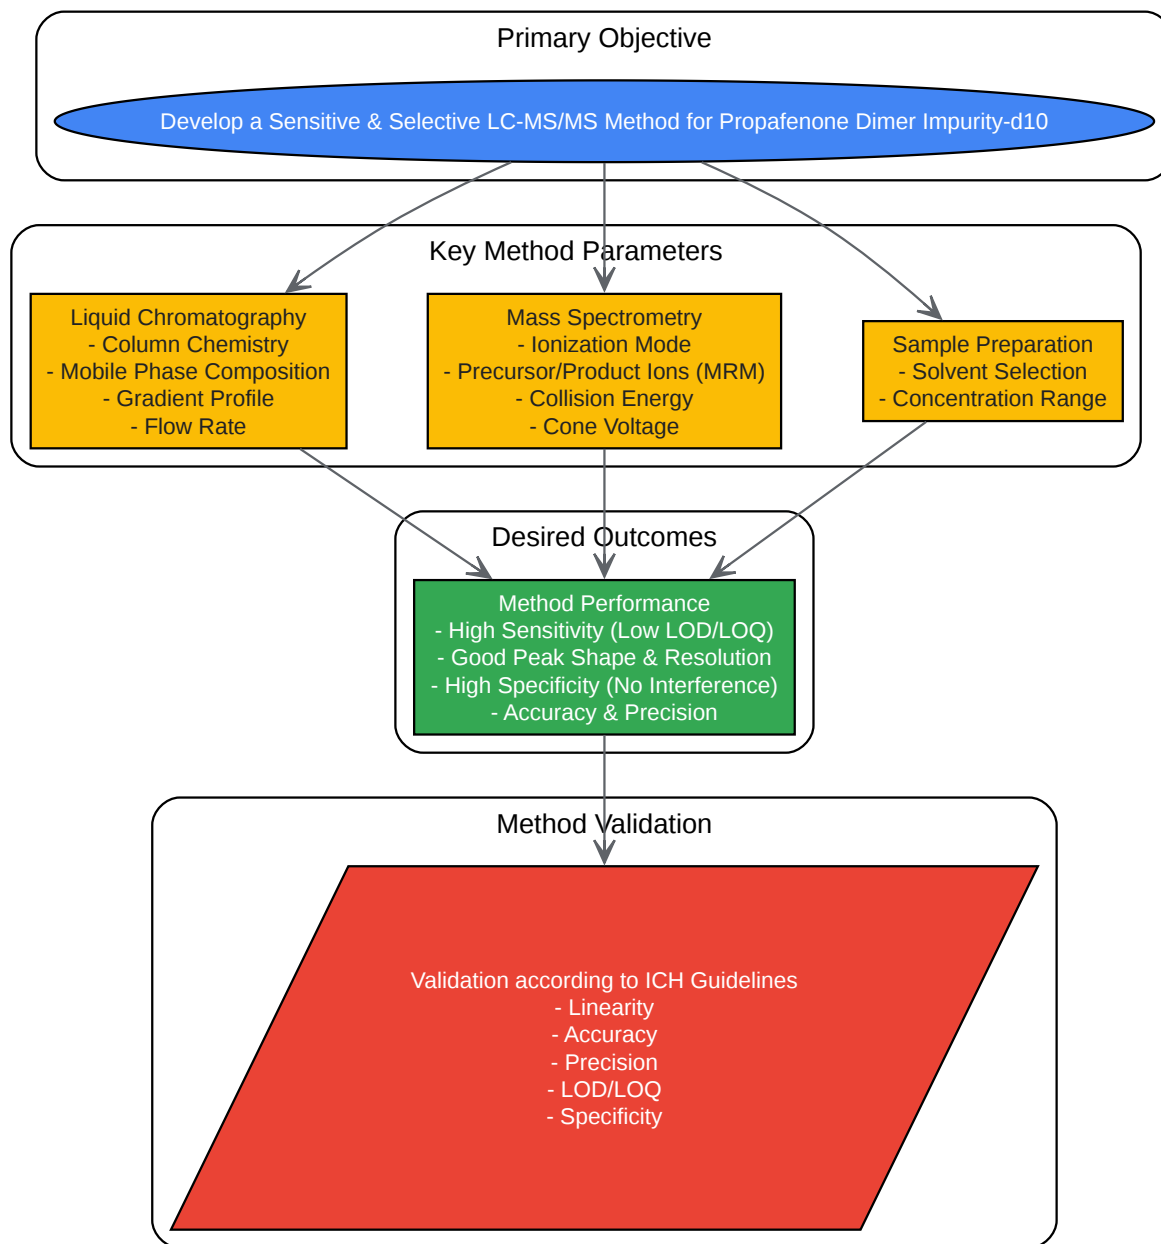 Primary Objective
Develop a Sensitive & Selective LC-MS/MS Method for Propafenone Dimer Impurity-d10
Key Method Parameters
Liquid Chromatography
- Column Chemistry
- Mobile Phase Composition
- Gradient Profile
- Flow Rate
Mass Spectrometry
- Ionization Mode
- Precursor/Product Ions (MRM)
- Collision Energy
- Cone Voltage
Sample Preparation
- Solvent Selection
- Concentration Range
Desired Outcomes
Method Performance
- High Sensitivity (Low LOD/LOQ)
- Good Peak Shape & Resolution
- High Specificity (No Interference)
- Accuracy & Precision
Method Validation
Validation according to ICH Guidelines
- Linearity
- Accuracy
- Precision
- LOD/LOQ
- Specificity